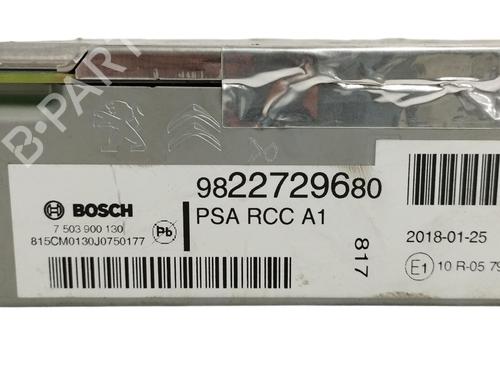 B-PARTS
BOSCH
7 503 900 130
815CM0130J0750177
Pb
9822729680
PSA RCC A1
817
2018-01-25
E1 10 R-05 79